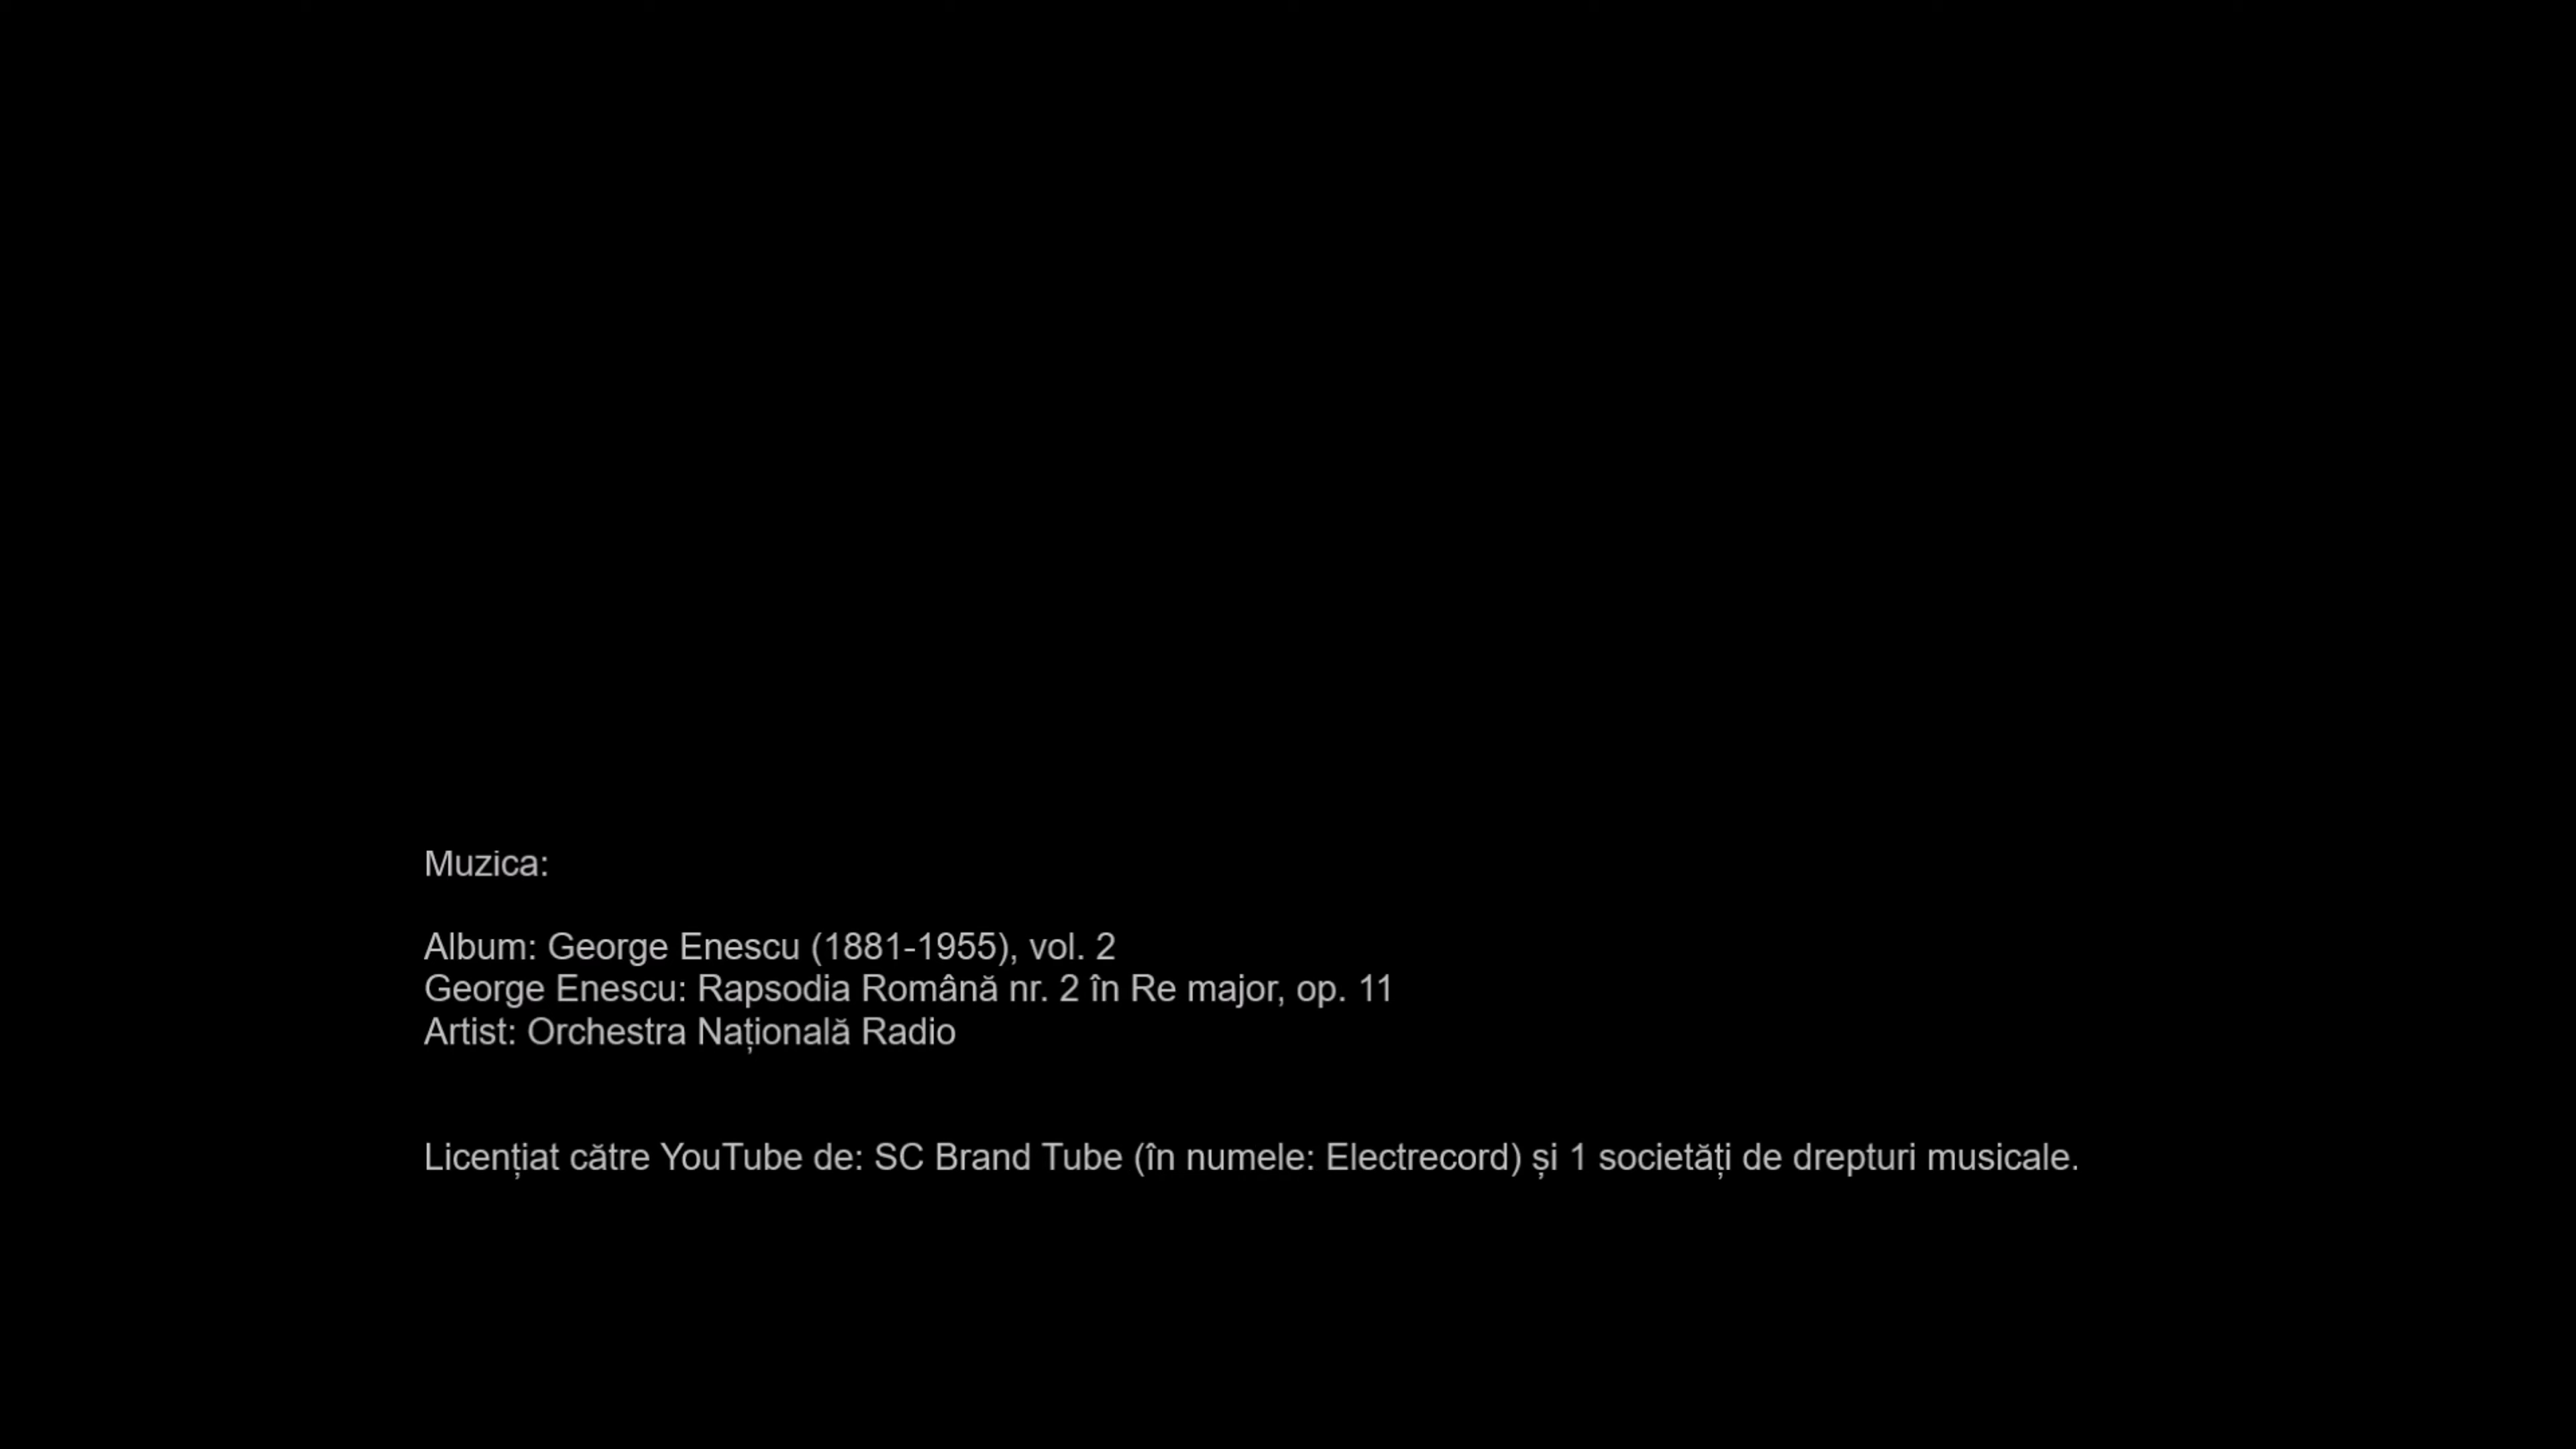 Muzica:
Album: George Enescu (1881-1955), vol. 2
George Enescu: Rapsodia Română nr. 2 în Re major, op. 11
Artist: Orchestra Națională Radio
Licențiat către YouTube de: SC Brand Tube (în numele: Electrecord) și 1 societăți de drepturi musicale.